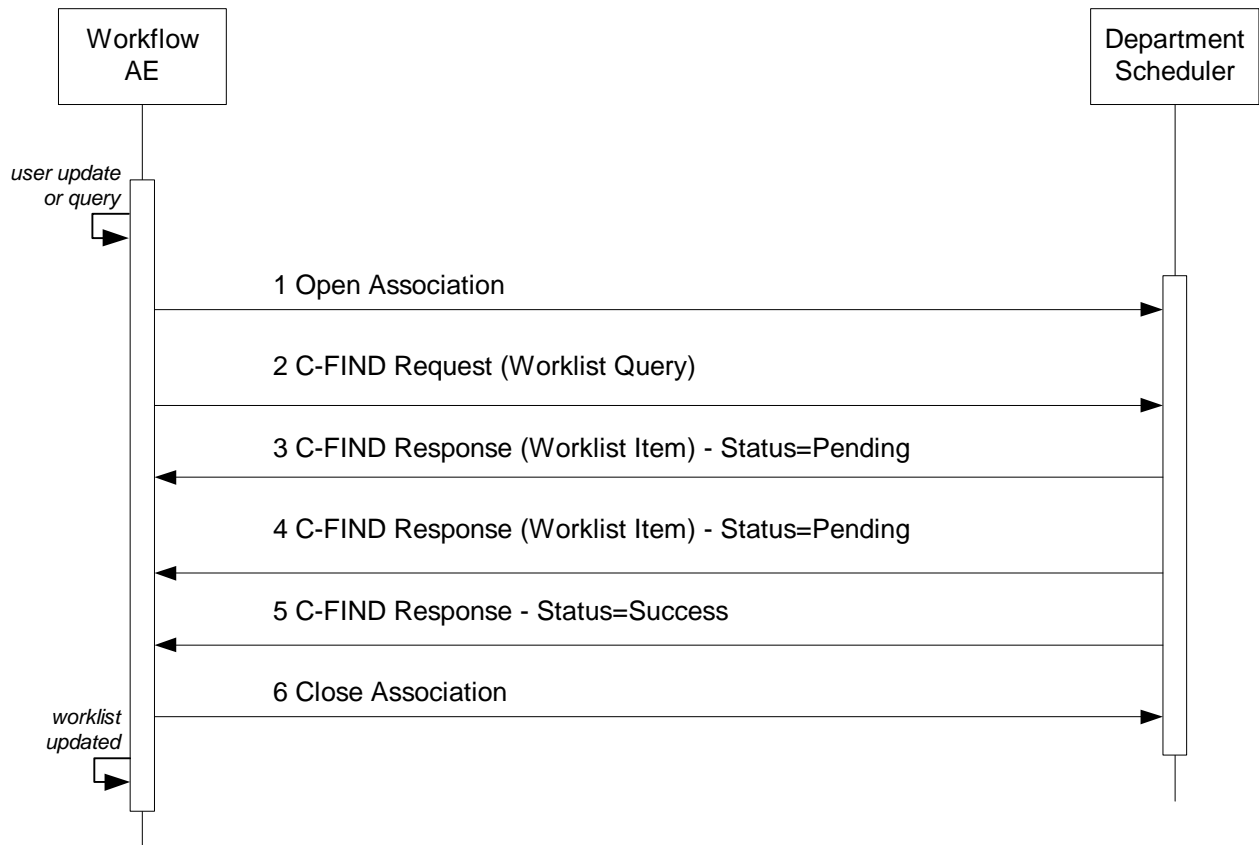 Workflow
AE
Department
Scheduler
user update
or query
1 Open Association
2 C-FIND Request (Worklist Query)
3 C-FIND Response (Worklist Item) - Status=Pending
4 C-FIND Response (Worklist Item) - Status=Pending
5 C-FIND Response - Status=Success
6 Close Association
worklist
updated